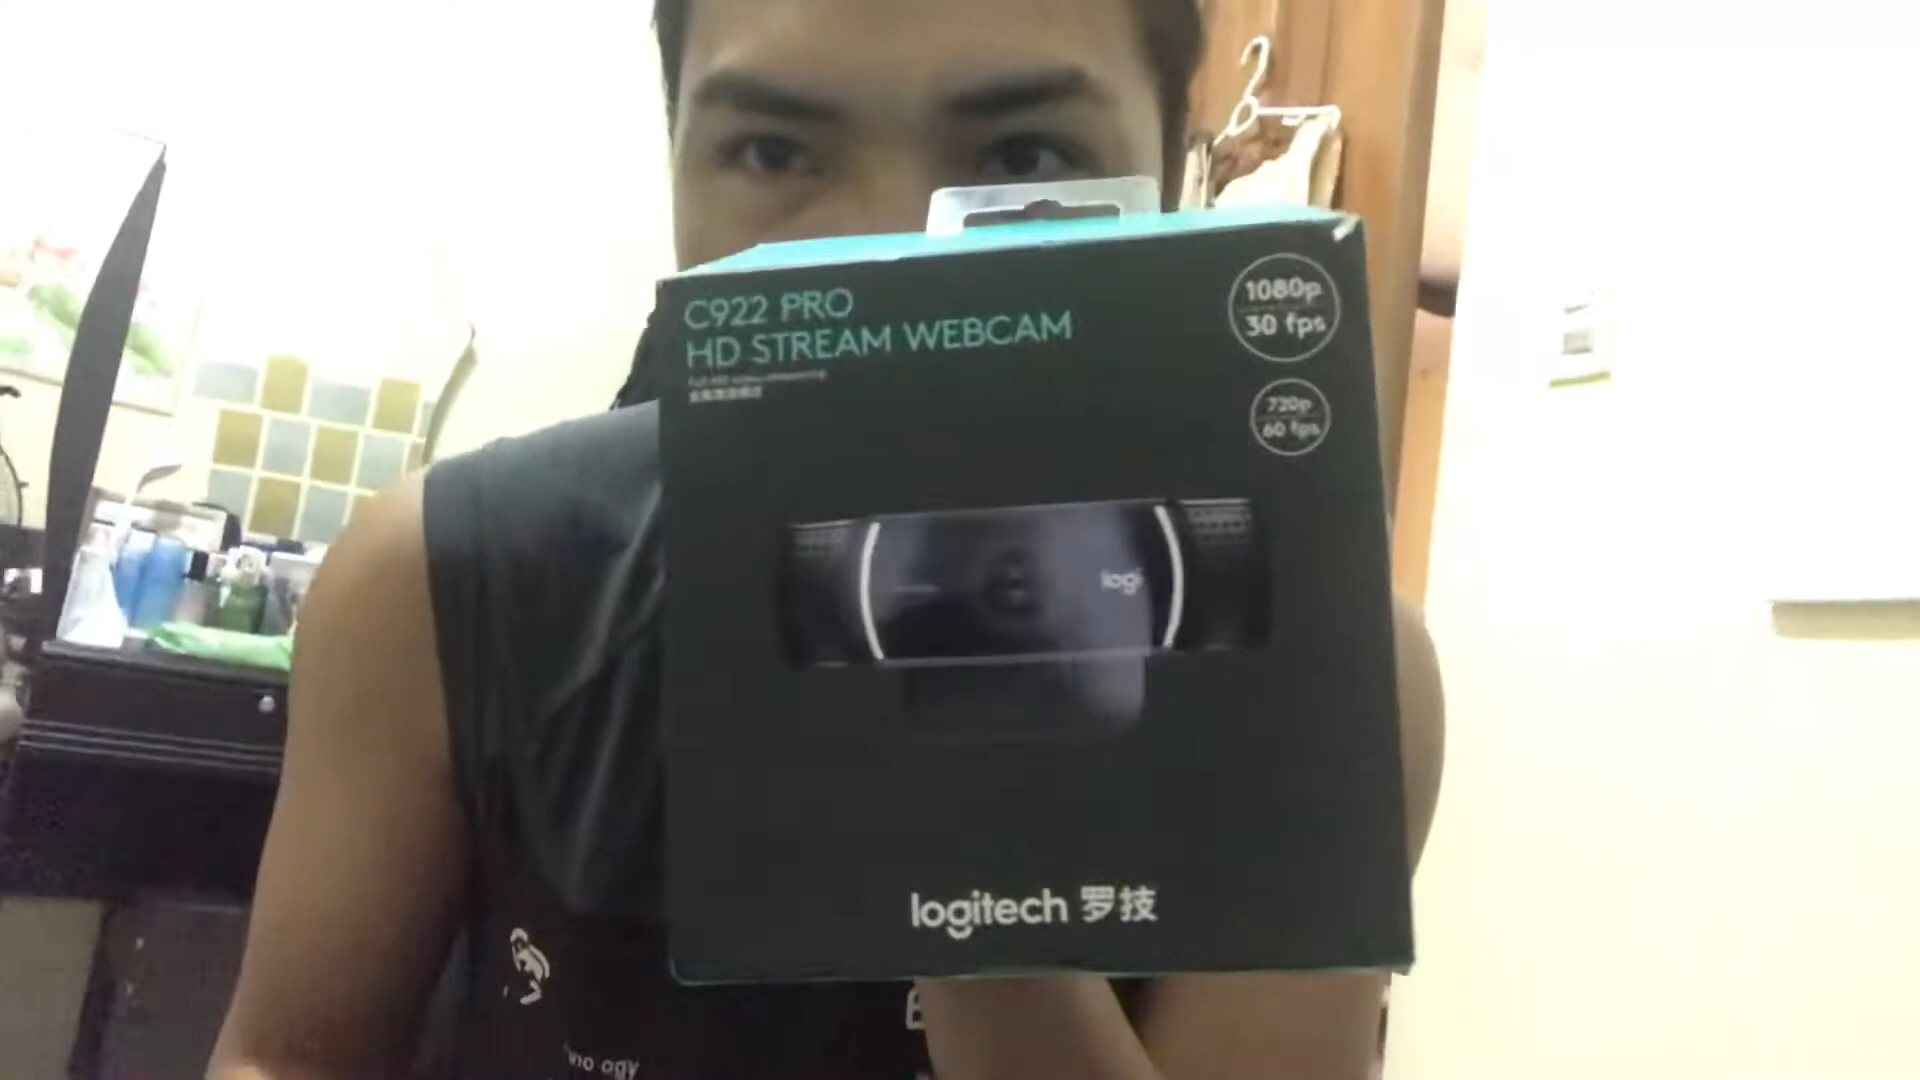 C922 PRO
HD STREAM WEBCAM
1080p
30 fps
720p
60 fps
logi
logitech 罗技